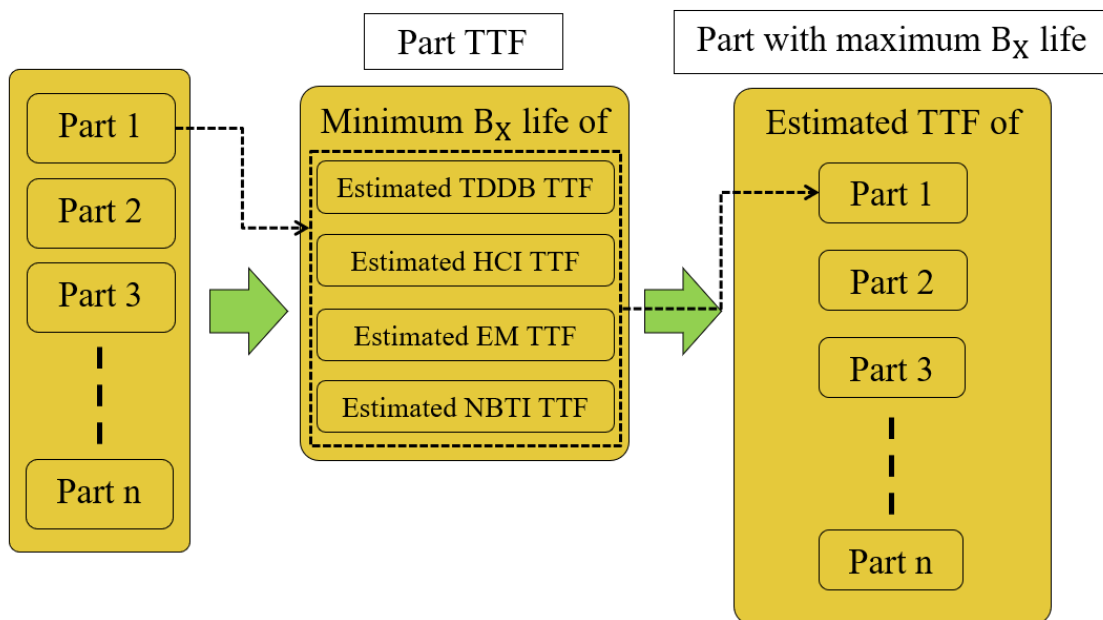 Part 1
Part 2
Part 3
Part n
Part TTF
Minimum BX life of
Estimated TDDB TTF
Estimated HCI TTF
Estimated EM TTF
Estimated NBTI TTF
Part with maximum BX life
Estimated TTF of
Part 1
Part 2
Part 3
Part n